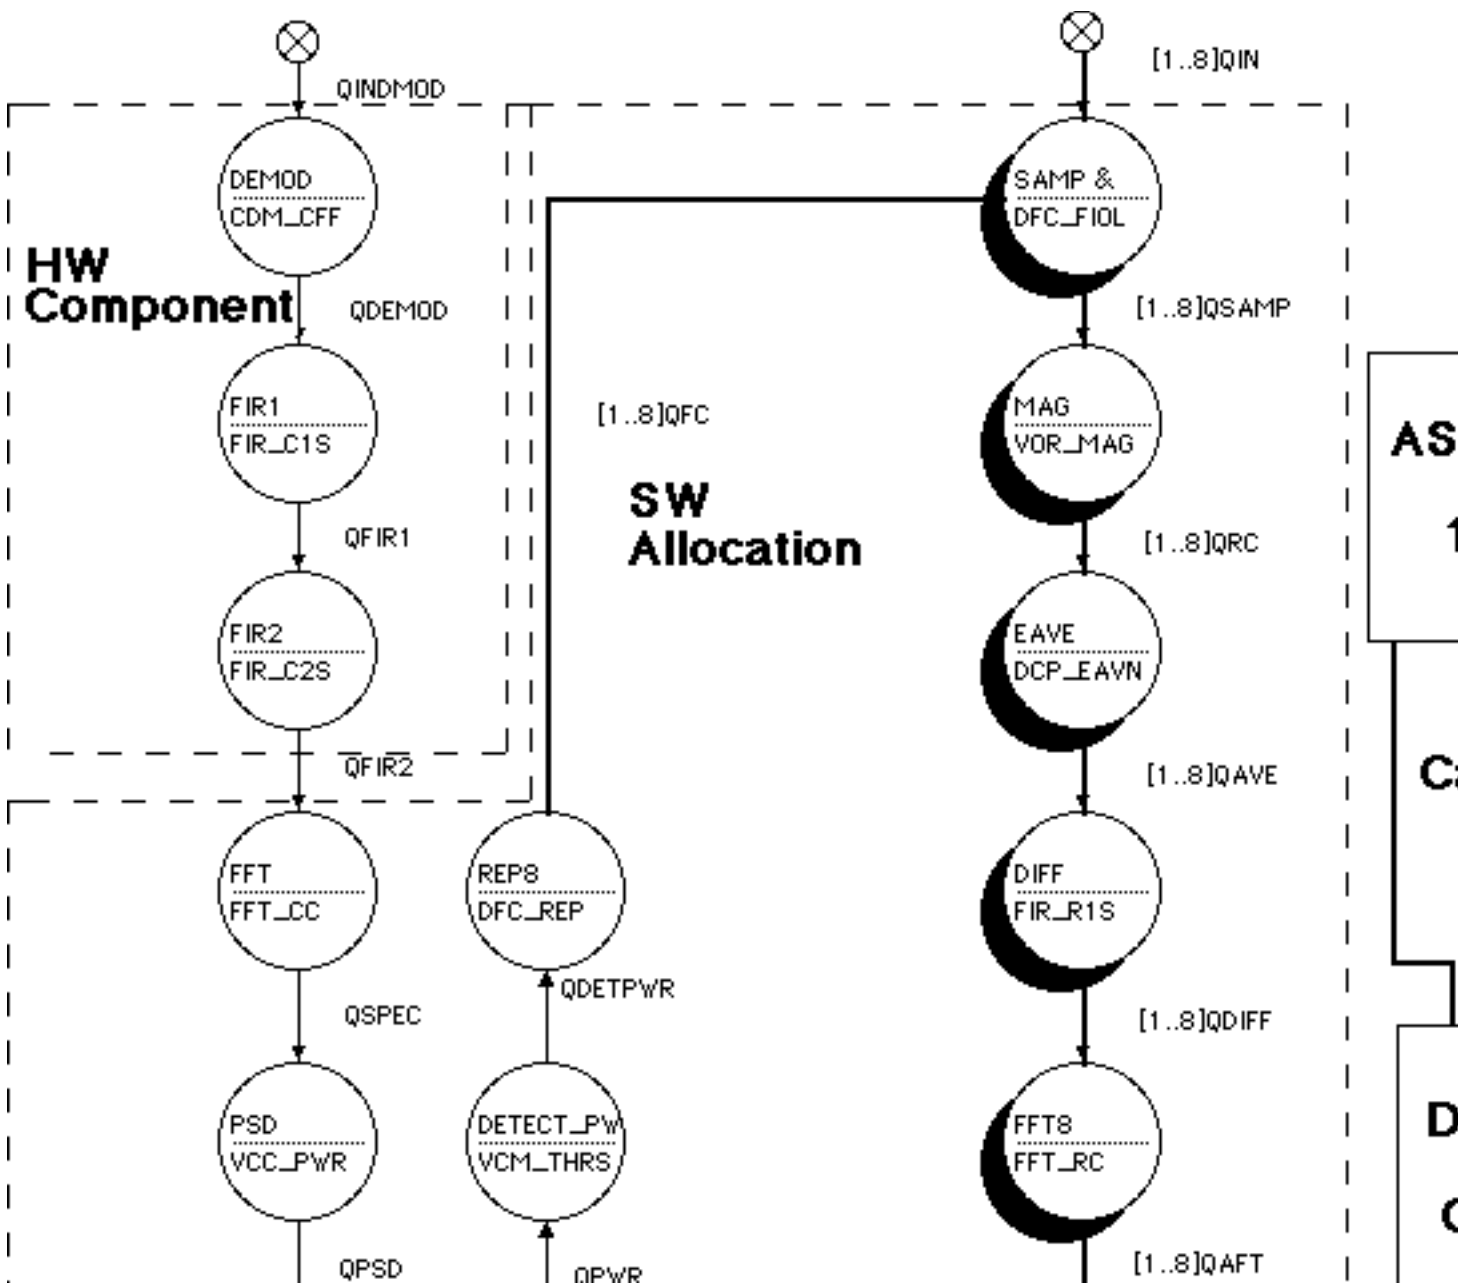 QINDMOD
[1..8]QIN
DEMOD
CDM_CFF
SAMP &
DFC_FIOL
HW
Component
QDEMOD
[1..8]QSAMP
FIR1
FIR_C1S
[1..8]QFC
MAG
VOR_MAG
AS
1
SW
Allocation
QFIR1
[1..8]QRC
FIR2
FIR_C2S
EAVE
DCP_EAVN
QFIR2
[1..8]QAVE
FFT
FFT_CC
REP8
DFC_REP
DIFF
FIR_R1S
QDETPWR
QSPEC
[1..8]QDIFF
PSD
VCC_PWR
DETECT_PW
VCM_THRS
FFT8
FFT_RC
D
QPSD
QPWR
[1..8]QAFT